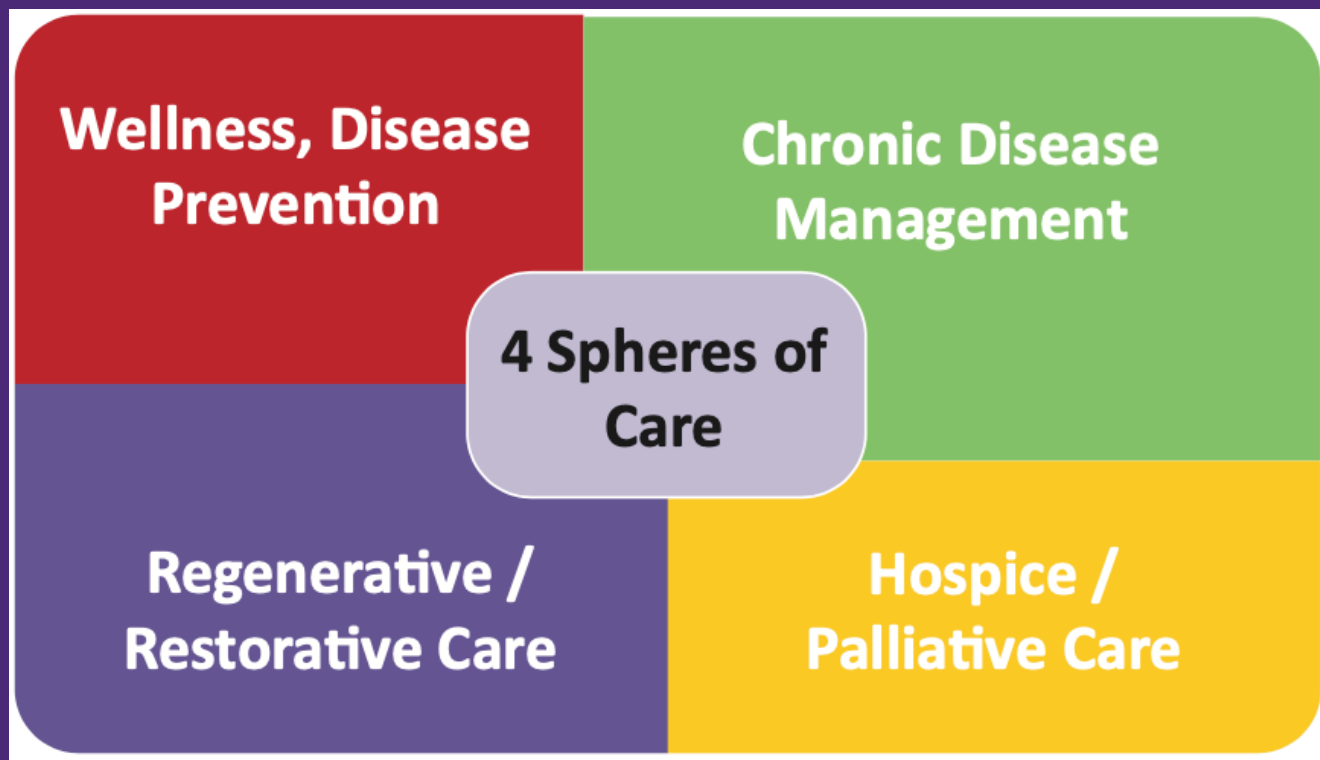 Wellness, Disease
Prevention
Chronic Disease
Management
4 Spheres of
Care
Regenerative /
Restorative Care
Hospice /
Palliative Care